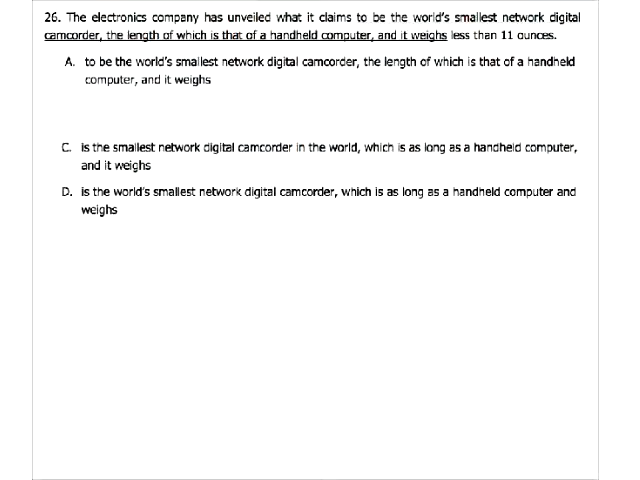 26. The electronics company has unveiled what it claims to be the world's smallest network digital
camcorder, the length of which is that of a handheld computer, and it weighs less than 11 ounces.
A. to be the world's smallest network digital camcorder, the length of which is that of a handheld
computer, and it weighs
C. is the smallest network digital camcorder in the world, which is as long as a handheld computer,
and it weighs
D. is the world's smallest network digital camcorder, which is as long as a handheld computer and
weighs